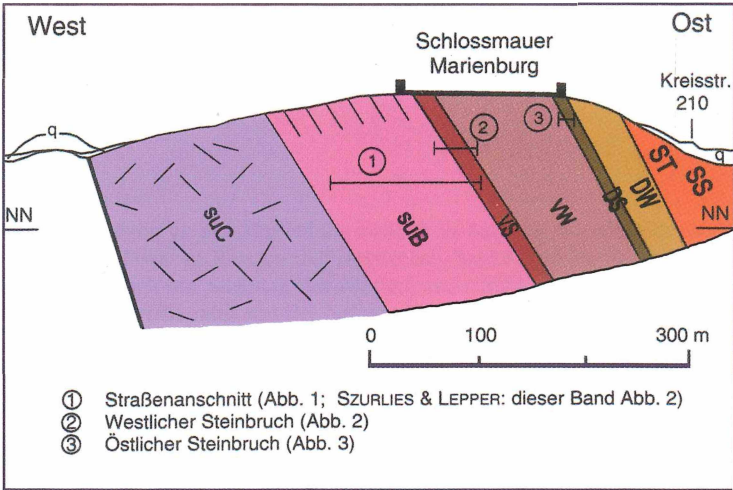 West
Ost
Schlossmauer
Marienburg
Kreisstr.
210
q
q
③
②
①
ST
SS
DW
DS
VW
VS
suB
suC
NN
NN
0 100 300 m
① Straßenanschnitt (Abb. 1; SZURLIES & LEPPER: dieser Band Abb. 2)
② Westlicher Steinbruch (Abb. 2)
③ Östlicher Steinbruch (Abb. 3)